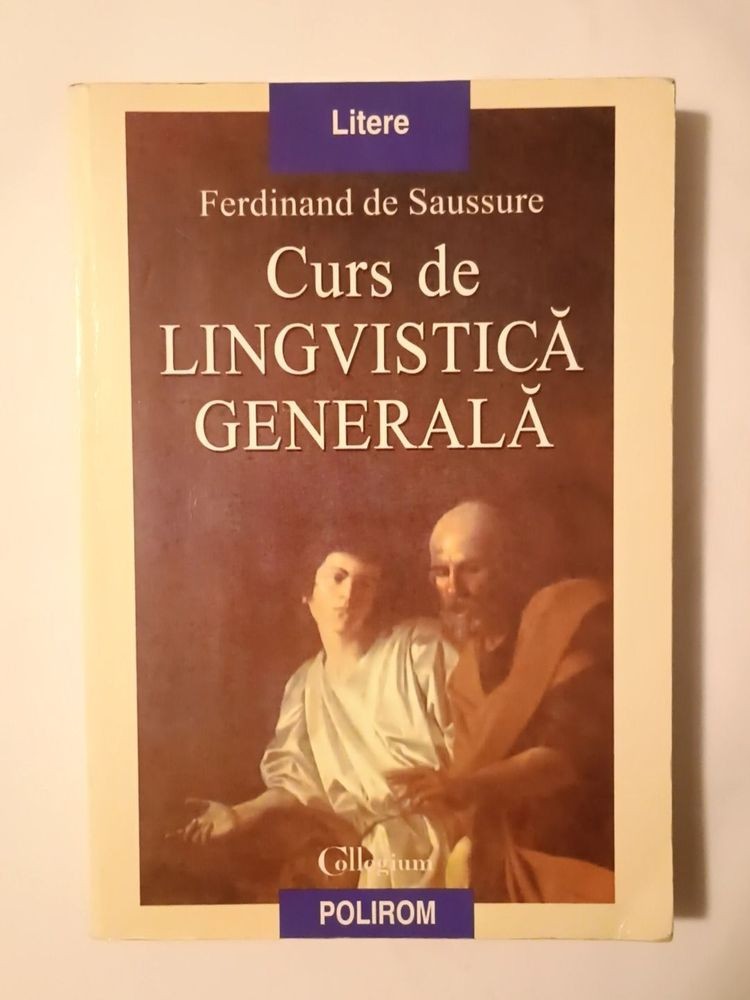 Litere
Ferdinand de Saussure
Curs de
LINGVISTICĂ
GENERALĂ
Collegium
POLIROM